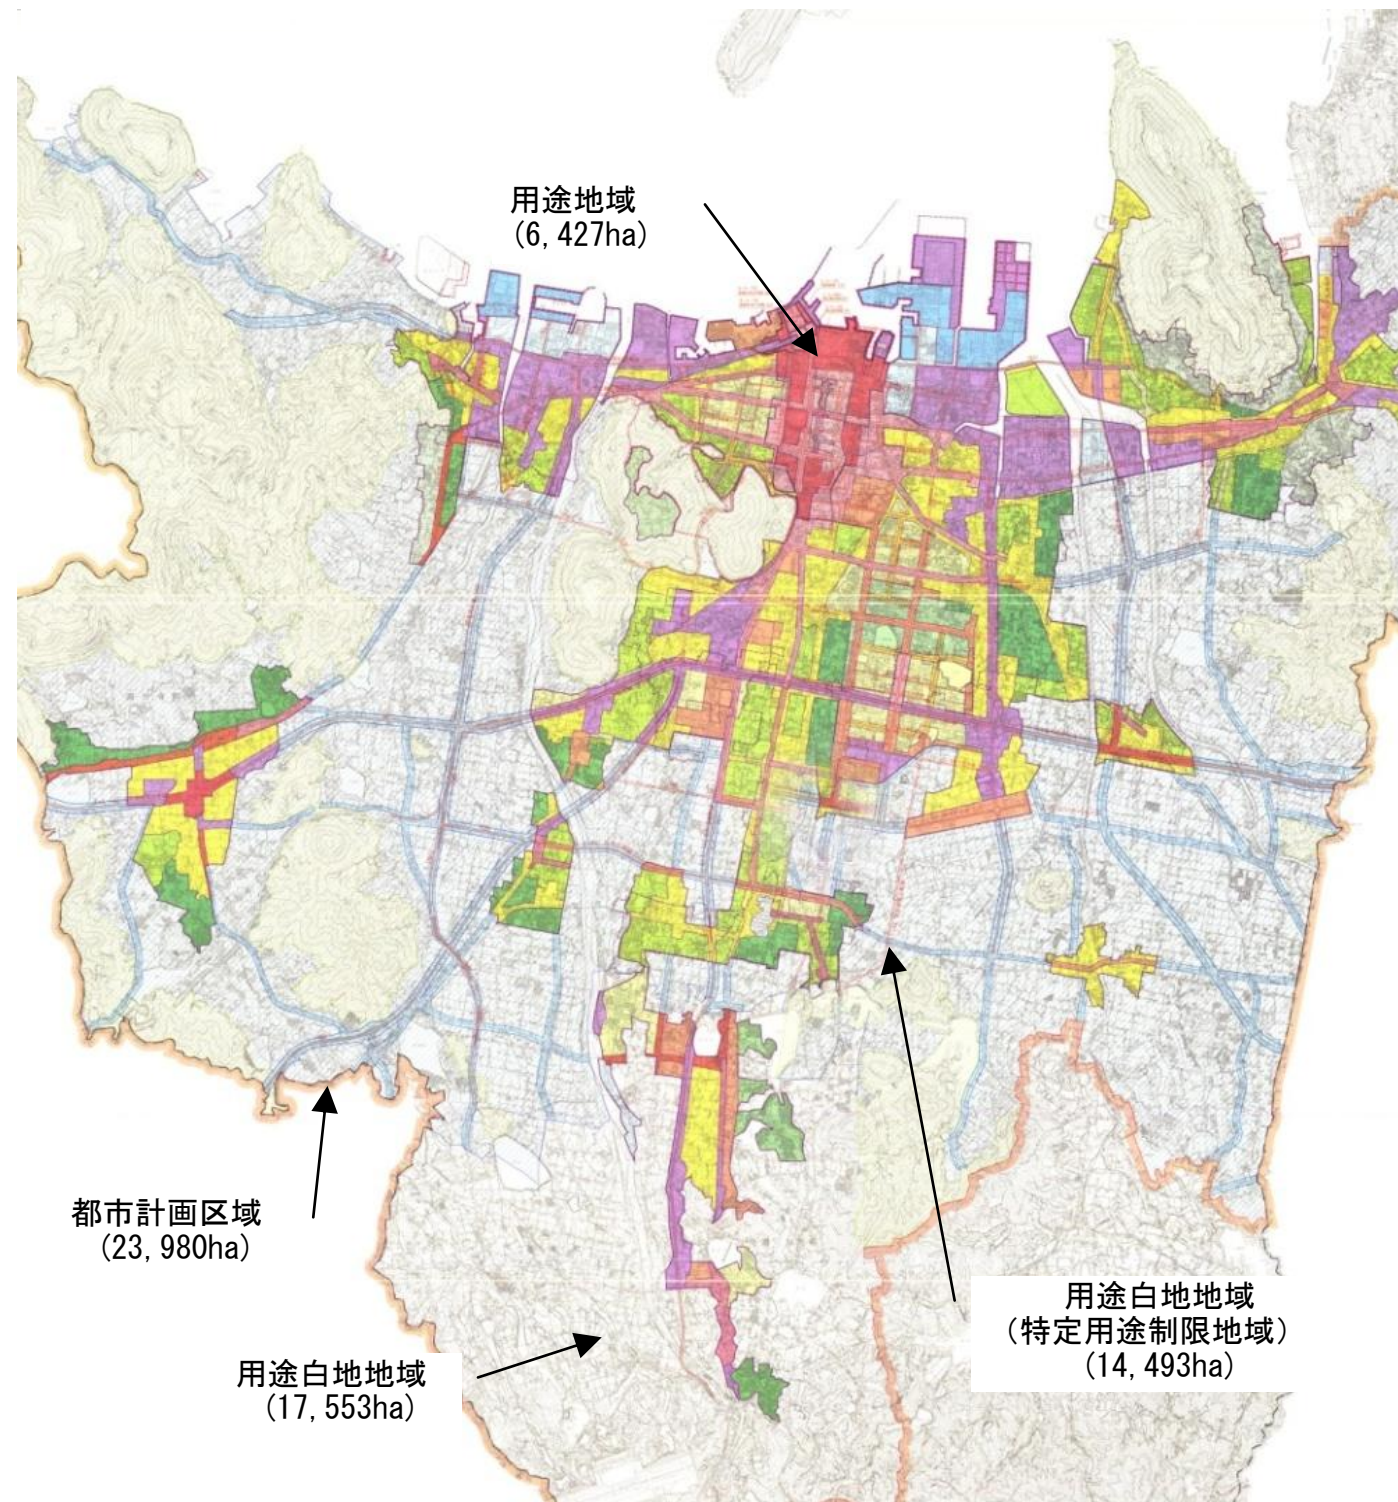 用途地域
(6,427ha)
都市計画区域
(23,980ha)
用途白地地域
(特定用途制限地域)
(14,493ha)
用途白地地域
(17,553ha)